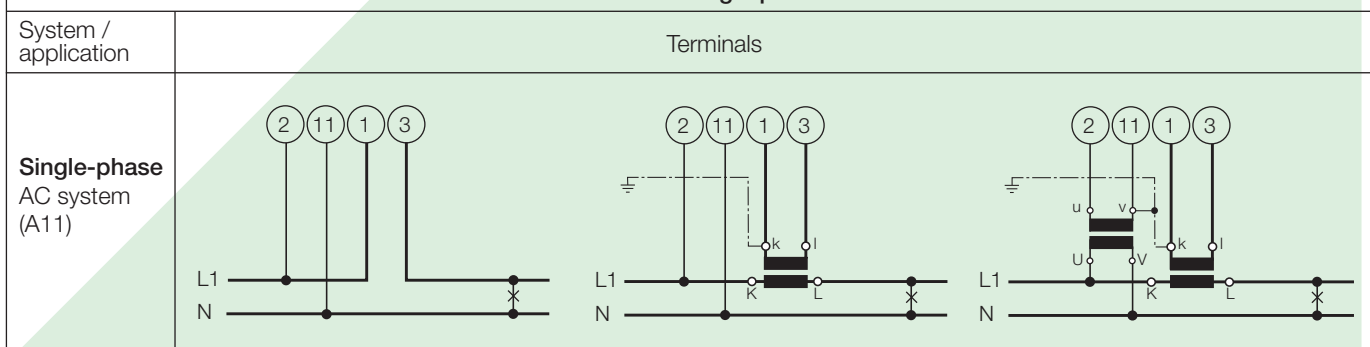 System /
application
Terminals
Single-phase
AC system
(A11)
2 11 1 3
L1
N
2 11 1 3
k l
L1
K L
N
2 11 1 3
u v
k l
U V
L1
K L
N